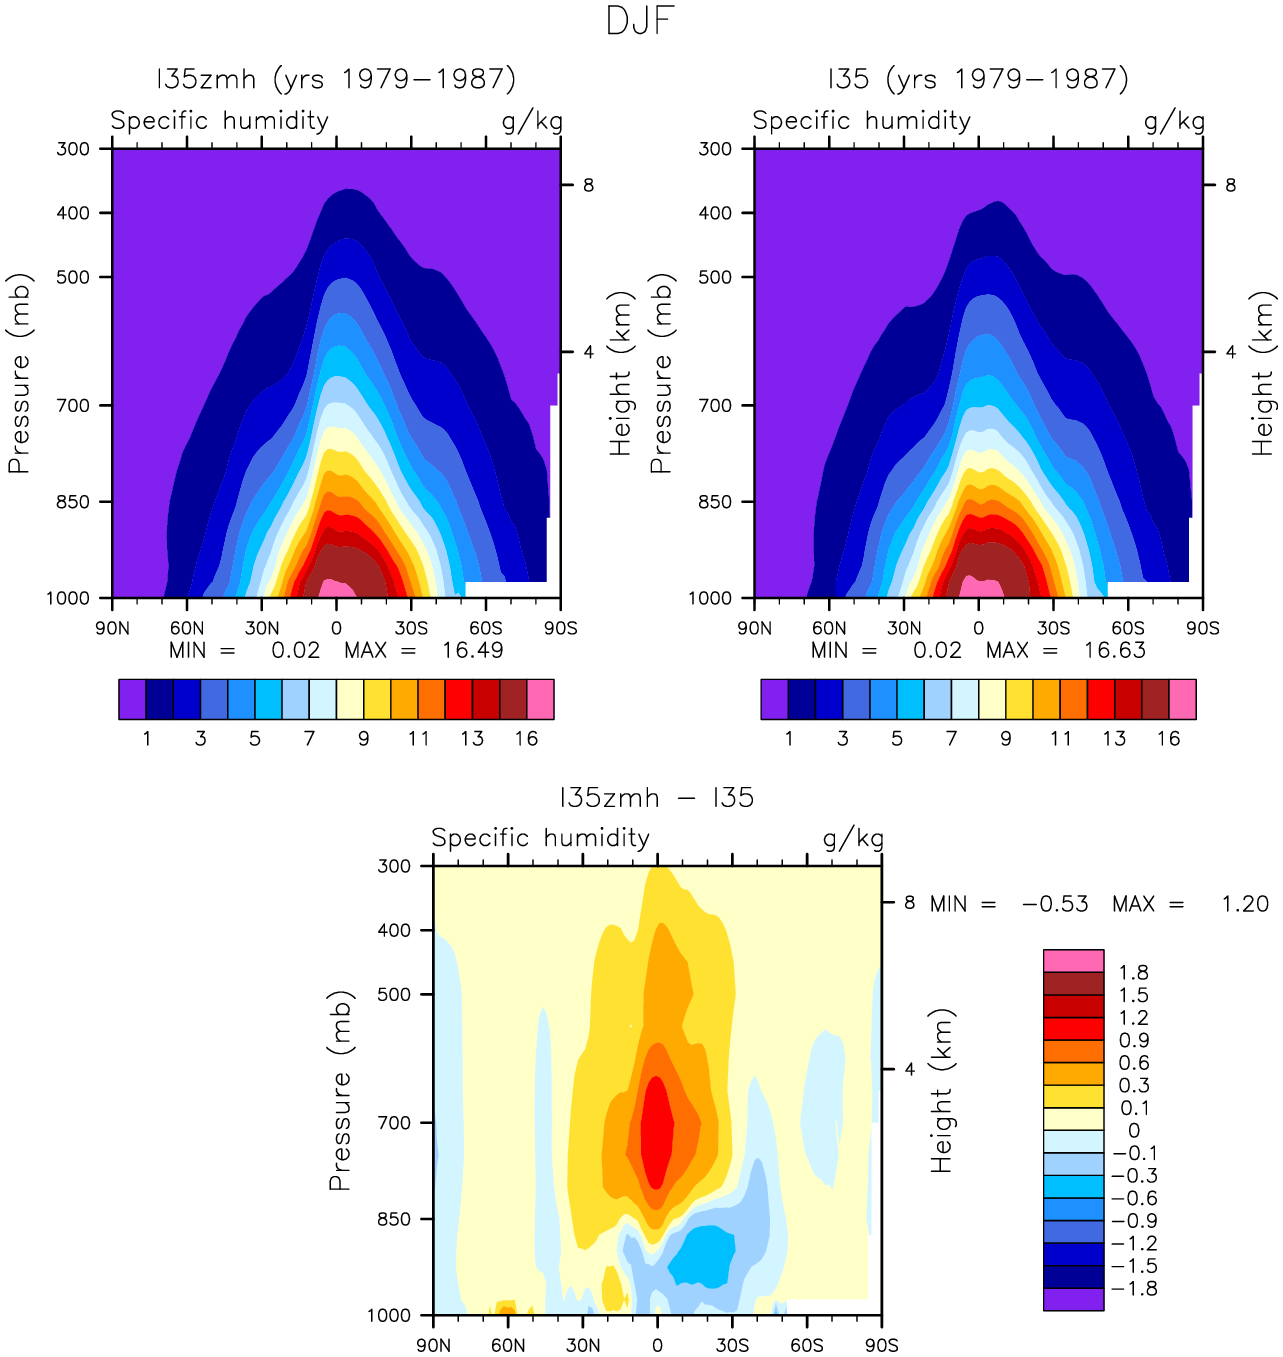 DJF
I35zmh (yrs 1979-1987)
I35 (yrs 1979-1987)
Specific humidity g/kg
Specific humidity g/kg
300
400
500
700
850
1000
Pressure (mb)
8
4
Height (km)
300
400
500
700
850
1000
Pressure (mb)
8
4
Height (km)
90N 60N 30N 0 30S 60S 90S
90N 60N 30N 0 30S 60S 90S
MIN = 0.02 MAX = 16.49
MIN = 0.02 MAX = 16.63
1 3 5 7 9 11 13 16
1 3 5 7 9 11 13 16
I35zmh - I35
Specific humidity g/kg
300
400
500
700
850
1000
Pressure (mb)
8
4
Height (km)
90N 60N 30N 0 30S 60S 90S
MIN = -0.53 MAX = 1.20
1.8
1.5
1.2
0.9
0.6
0.3
0.1
0
-0.1
-0.3
-0.6
-0.9
-1.2
-1.5
-1.8